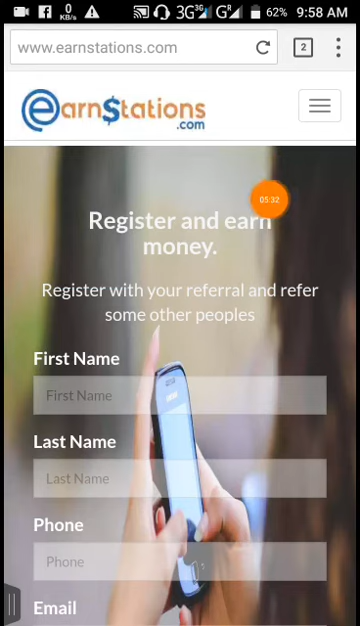 0
KB/s
3G 3G
G R
62%
9:58 AM
www.earnstations.com
2
earn$tations
.com
05:32
Register and earn
money.
Register with your referral and refer
some other peoples
First Name
First Name
Last Name
Last Name
Phone
Phone
Email